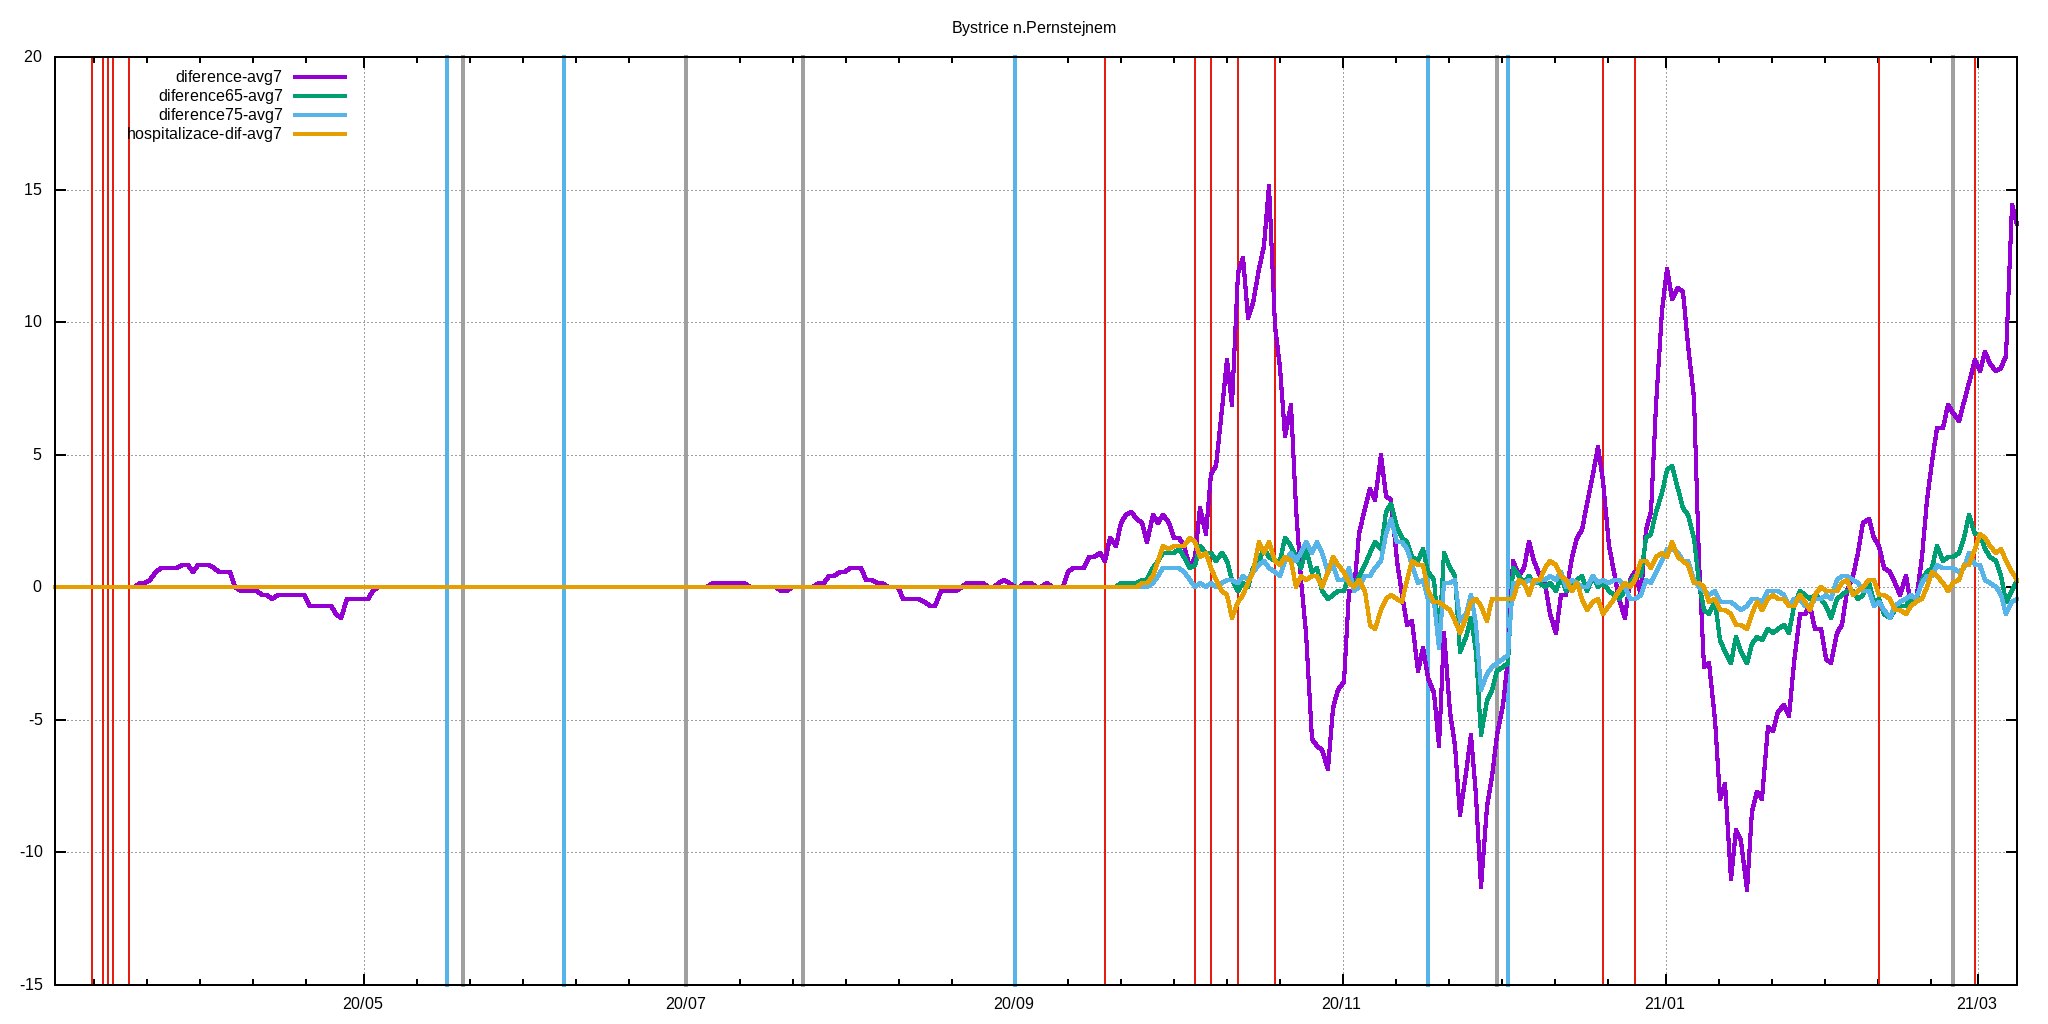 Bystrice n.Pernstejnem
20
diference-avg7
diference65-avg7
diference75-avg7
hospitalizace-dif-avg7
15
10
5
0
-5
-10
-15
20/05 20/07 20/09 20/11 21/01 21/03